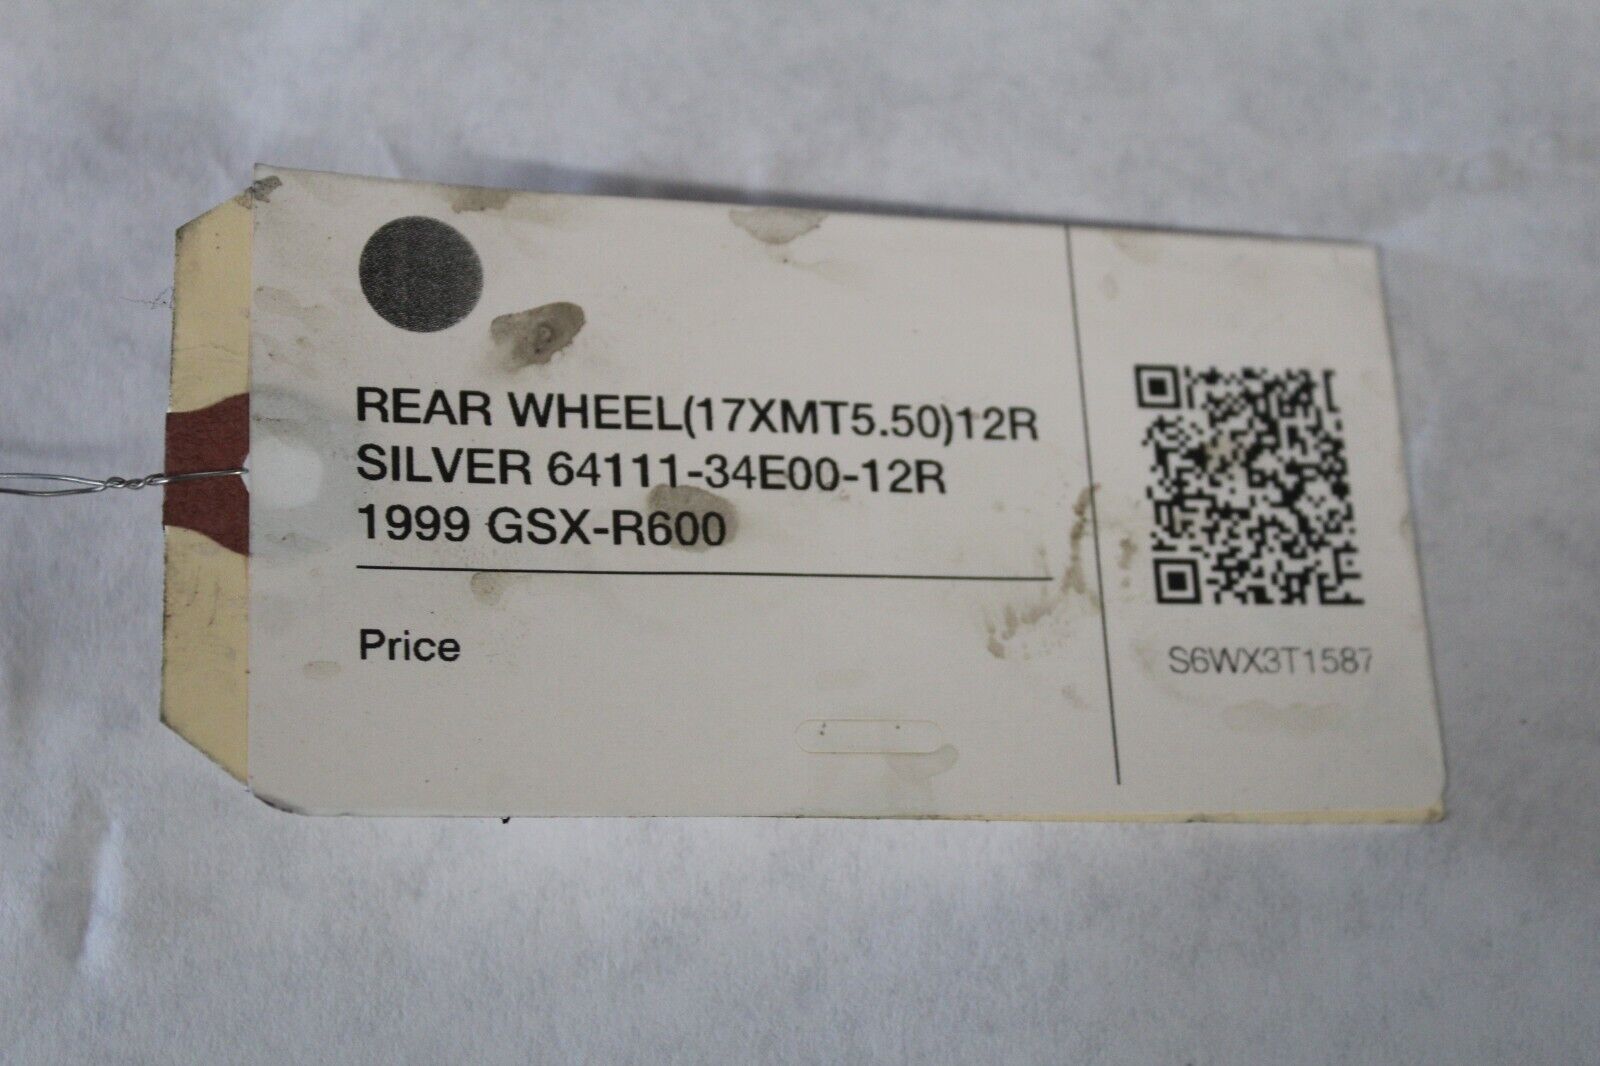 REAR WHEEL(17XMT5.50)12R
SILVER 64111-34E00-12R
1999 GSX-R600
Price
S6WX3T1587